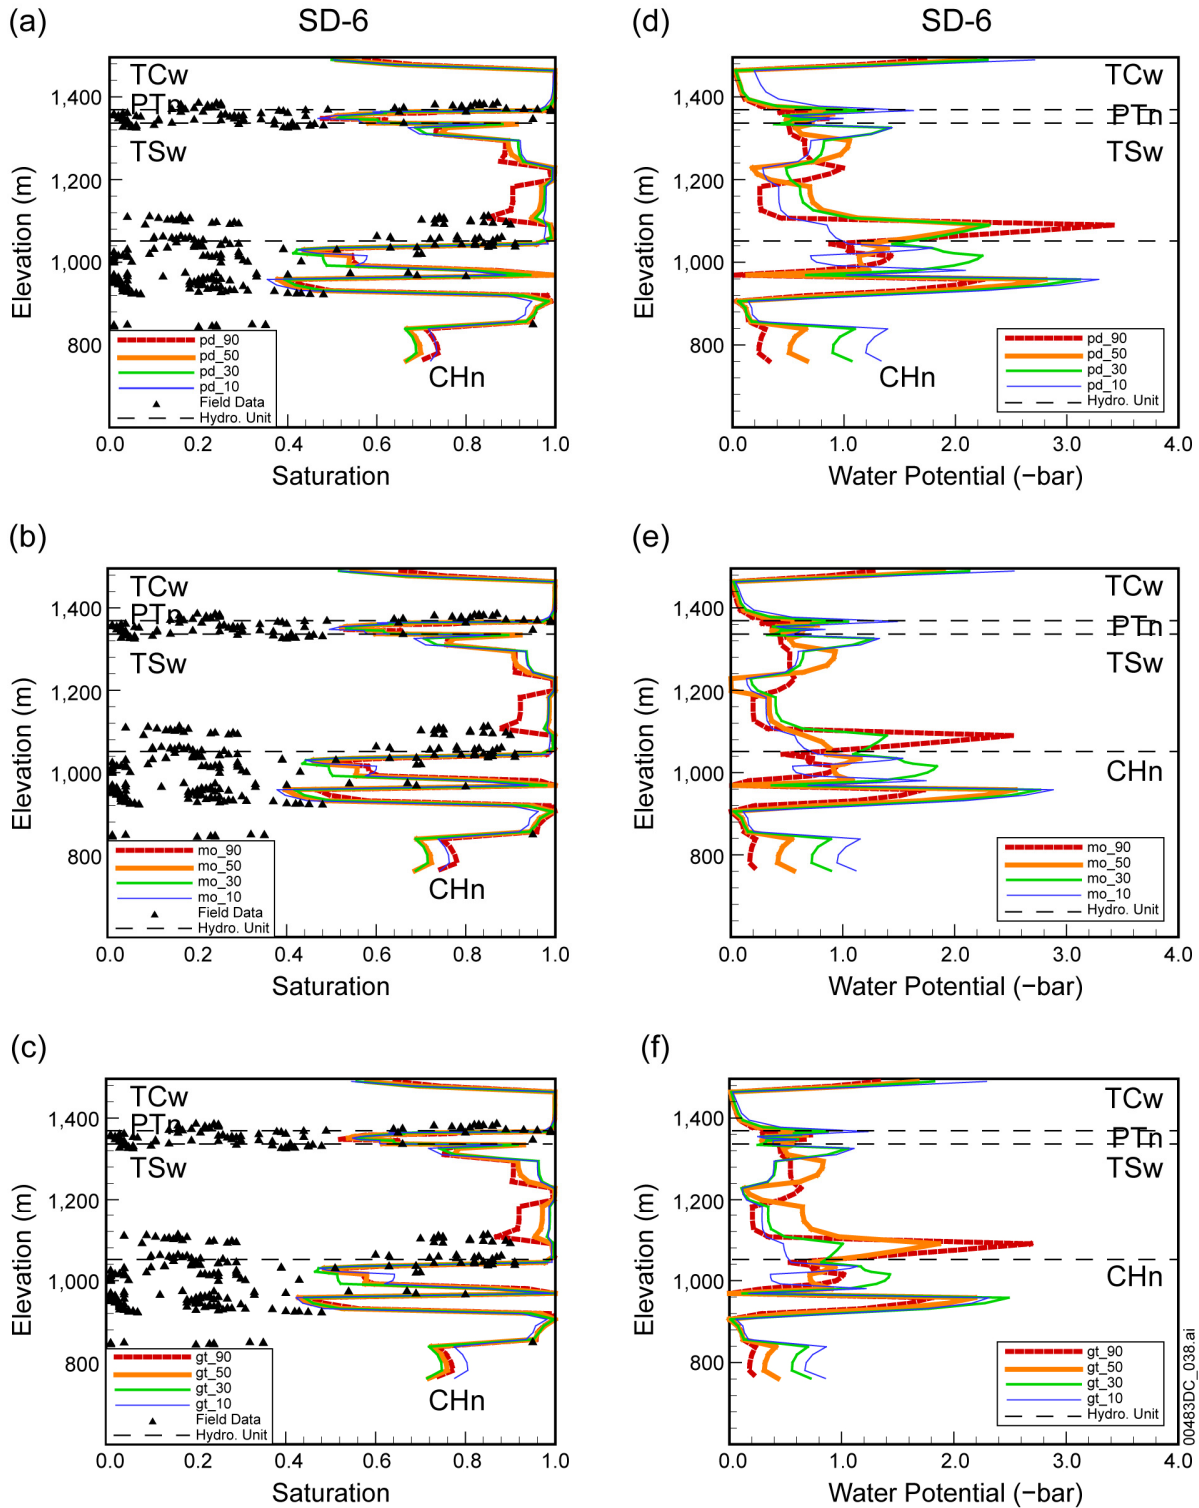 (a)
SD-6
TCw
PTn
TSw
CHn
1,400
1,200
1,000
800
Elevation (m)
pd_90
pd_50
pd_30
pd_10
Field Data
Hydro. Unit
0.0 0.2 0.4 0.6 0.8 1.0
Saturation
(d)
SD-6
TCw
PTn
TSw
CHn
1,400
1,200
1,000
800
Elevation (m)
pd_90
pd_50
pd_30
pd_10
Hydro. Unit
0.0 1.0 2.0 3.0 4.0
Water Potential (−bar)
(b)
TCw
PTn
TSw
CHn
1,400
1,200
1,000
800
Elevation (m)
mo_90
mo_50
mo_30
mo_10
Field Data
Hydro. Unit
0.0 0.2 0.4 0.6 0.8 1.0
Saturation
(e)
TCw
PTn
TSw
CHn
1,400
1,200
1,000
800
Elevation (m)
mo_90
mo_50
mo_30
mo_10
Hydro. Unit
0.0 1.0 2.0 3.0 4.0
Water Potential (−bar)
(c)
TCw
PTn
TSw
CHn
1,400
1,200
1,000
800
Elevation (m)
gt_90
gt_50
gt_30
gt_10
Field Data
Hydro. Unit
0.0 0.2 0.4 0.6 0.8 1.0
Saturation
(f)
TCw
PTn
TSw
CHn
1,400
1,200
1,000
800
Elevation (m)
gt_90
gt_50
gt_30
gt_10
Hydro. Unit
0.0 1.0 2.0 3.0 4.0
Water Potential (−bar)
00483DC_038.ai